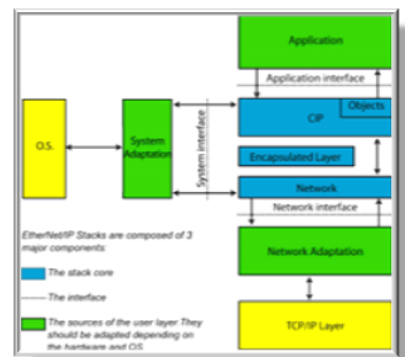 Application
Application interface
Objects
CIP
O.S.
System
Adaptation
System interface
Encapsulated Layer
Network
Network interface
EtherNet/IP Stacks are composed of 3
major components:
Network Adaptation
The stack core
The interface
The sources of the user layer.They
should be adapted depending
on the hardware and OS
TCP/IP Layer